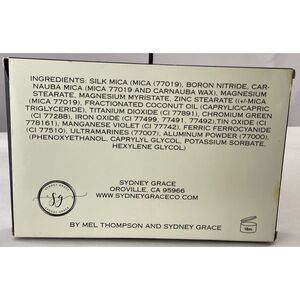 INGREDIENTS: SILK MICA (MICA (77019), BORON NITRIDE, CAR-
NAUBA MICA (MICA (77019 AND CARNAUBA WAX), MAGNESIUM
STEARATE, MAGNESIUM MYRISTATE, ZINC STEARATE ((+/-MICA
(MICA 77019), FRACTIONATED COCONUT OIL (CAPRYLIC/CAPRIC
TRIGLYCERIDE), TITANIUM DIOXIDE (CI 77891), CHROMIUM GREEN
(CI 77288), IRON OXIDE (CI 77499, 77491, 77492),TIN OXIDE (CI
778161), MANGANESE VIOLET (CI 77742), FERRIC FERROCYANIDE
(CI 77510), ULTRAMARINES (77007), ALUMINUM POWDER (77000),
(PHENOXYETHANOL, CAPRYLYL GLYCOL, POTASSIUM SORBATE,
HEXYLENE GLYCOL)
Sg
SYDNEY GRACE
OROVILLE, CA 95966
WWW.SYDNEYGRACECO.COM
18m
BY MEL THOMPSON AND SYDNEY GRACE